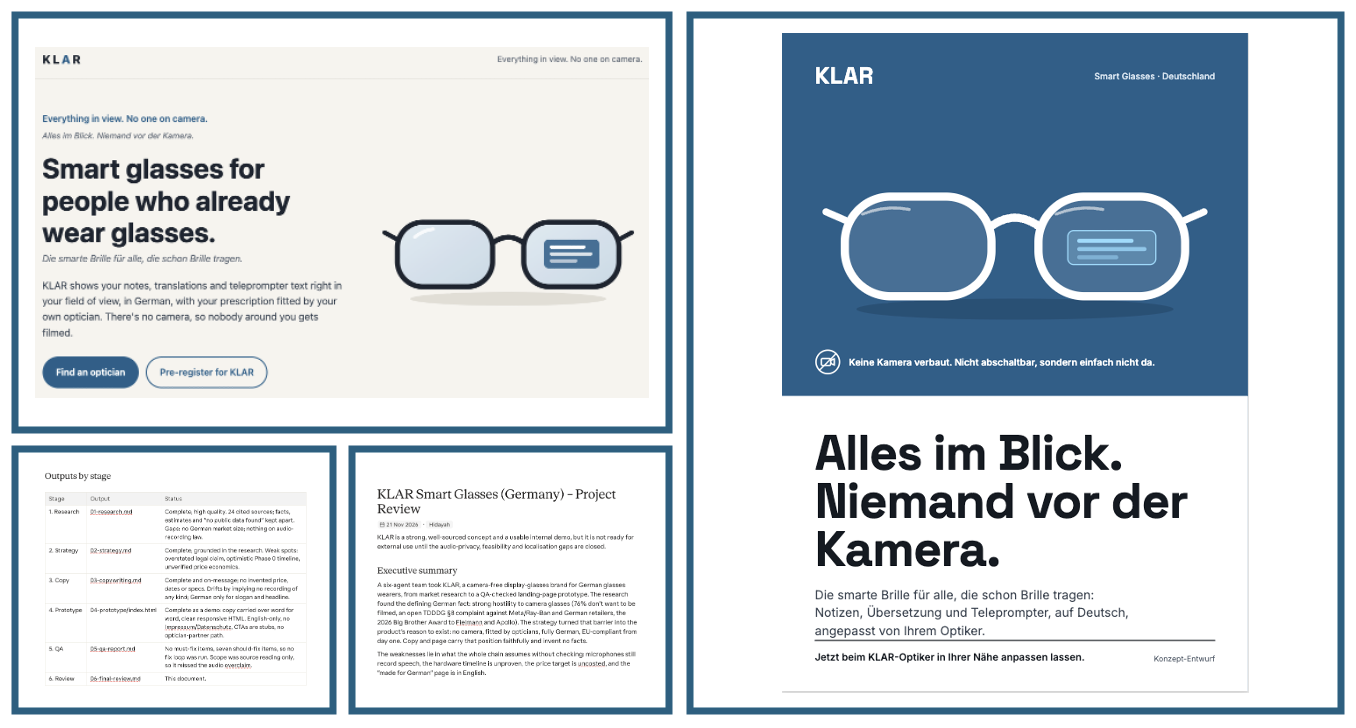 KLAR
Everything in view. No one on camera.
Everything in view. No one on camera.
Alles im Blick. Niemand vor der Kamera.
Smart glasses for
people who already
wear glasses.
Die smarte Brille für alle, die schon Brille tragen.
KLAR shows your notes, translations and teleprompter text right in
your field of view, in German, with your prescription fitted by your
own optician. There's no camera, so nobody around you gets
filmed.
Find an optician
Pre-register for KLAR
Outputs by stage
Stage Output Status
1. Research 01-research.md Complete, high quality. 24 cited sources; facts,
estimates and "no public data found" kept apart.
Gaps: no German market size; nothing on audio-
recording law.
2. Strategy 02-strategy.md Complete, grounded in the research. Weak spots:
overstated legal claim, optimistic Phase 0 timeline,
unverified price economics.
3. Copy 03-copywriting.md Complete and on-message; no invented price,
dates or specs. Drifts by implying no recording of
any kind; German only for slogan and headline.
4. Prototype 04-prototype/index.html Complete as a demo: copy carried over word for
word, clean responsive HTML. English-only, no
Impressum/Datenschutz, CTAs are stubs, no
optician-partner path.
5. QA 05-qa-report.md No must-fix items, seven should-fix items, so no
fix loop was run. Scope was source reading only,
so it missed the audio overclaim.
6. Review 06-final-review.md This document.
KLAR Smart Glasses (Germany) – Project
Review
21 Nov 2026 · Hidayah
KLAR is a strong, well-sourced concept and a usable internal demo, but it is not ready for
external use until the audio-privacy, feasibility and localisation gaps are closed.
Executive summary
A six-agent team took KLAR, a camera-free display-glasses brand for German glasses
wearers, from market research to a QA-checked landing-page prototype. The research
found the defining German fact: strong hostility to camera glasses (76% don't want to be
filmed, an open TDDDG §8 complaint against Meta/Ray-Ban and German retailers, the
2026 Big Brother Award to Fielmann and Apollo). The strategy turned that barrier into the
product's reason to exist: no camera, fitted by opticians, fully German, EU-compliant from
day one. Copy and page carry that position faithfully and invent no facts.
The weaknesses lie in what the whole chain assumes without checking: microphones still
record speech, the hardware timeline is unproven, the price target is uncosted, and the
"made for German" page is in English.
KLAR
Smart Glasses · Deutschland
Keine Kamera verbaut. Nicht abschaltbar, sondern einfach nicht da.
Alles im Blick.
Niemand vor der
Kamera.
Die smarte Brille für alle, die schon Brille tragen:
Notizen, Übersetzung und Teleprompter, auf Deutsch,
angepasst von Ihrem Optiker.
Jetzt beim KLAR-Optiker in Ihrer Nähe anpassen lassen.
Konzept-Entwurf